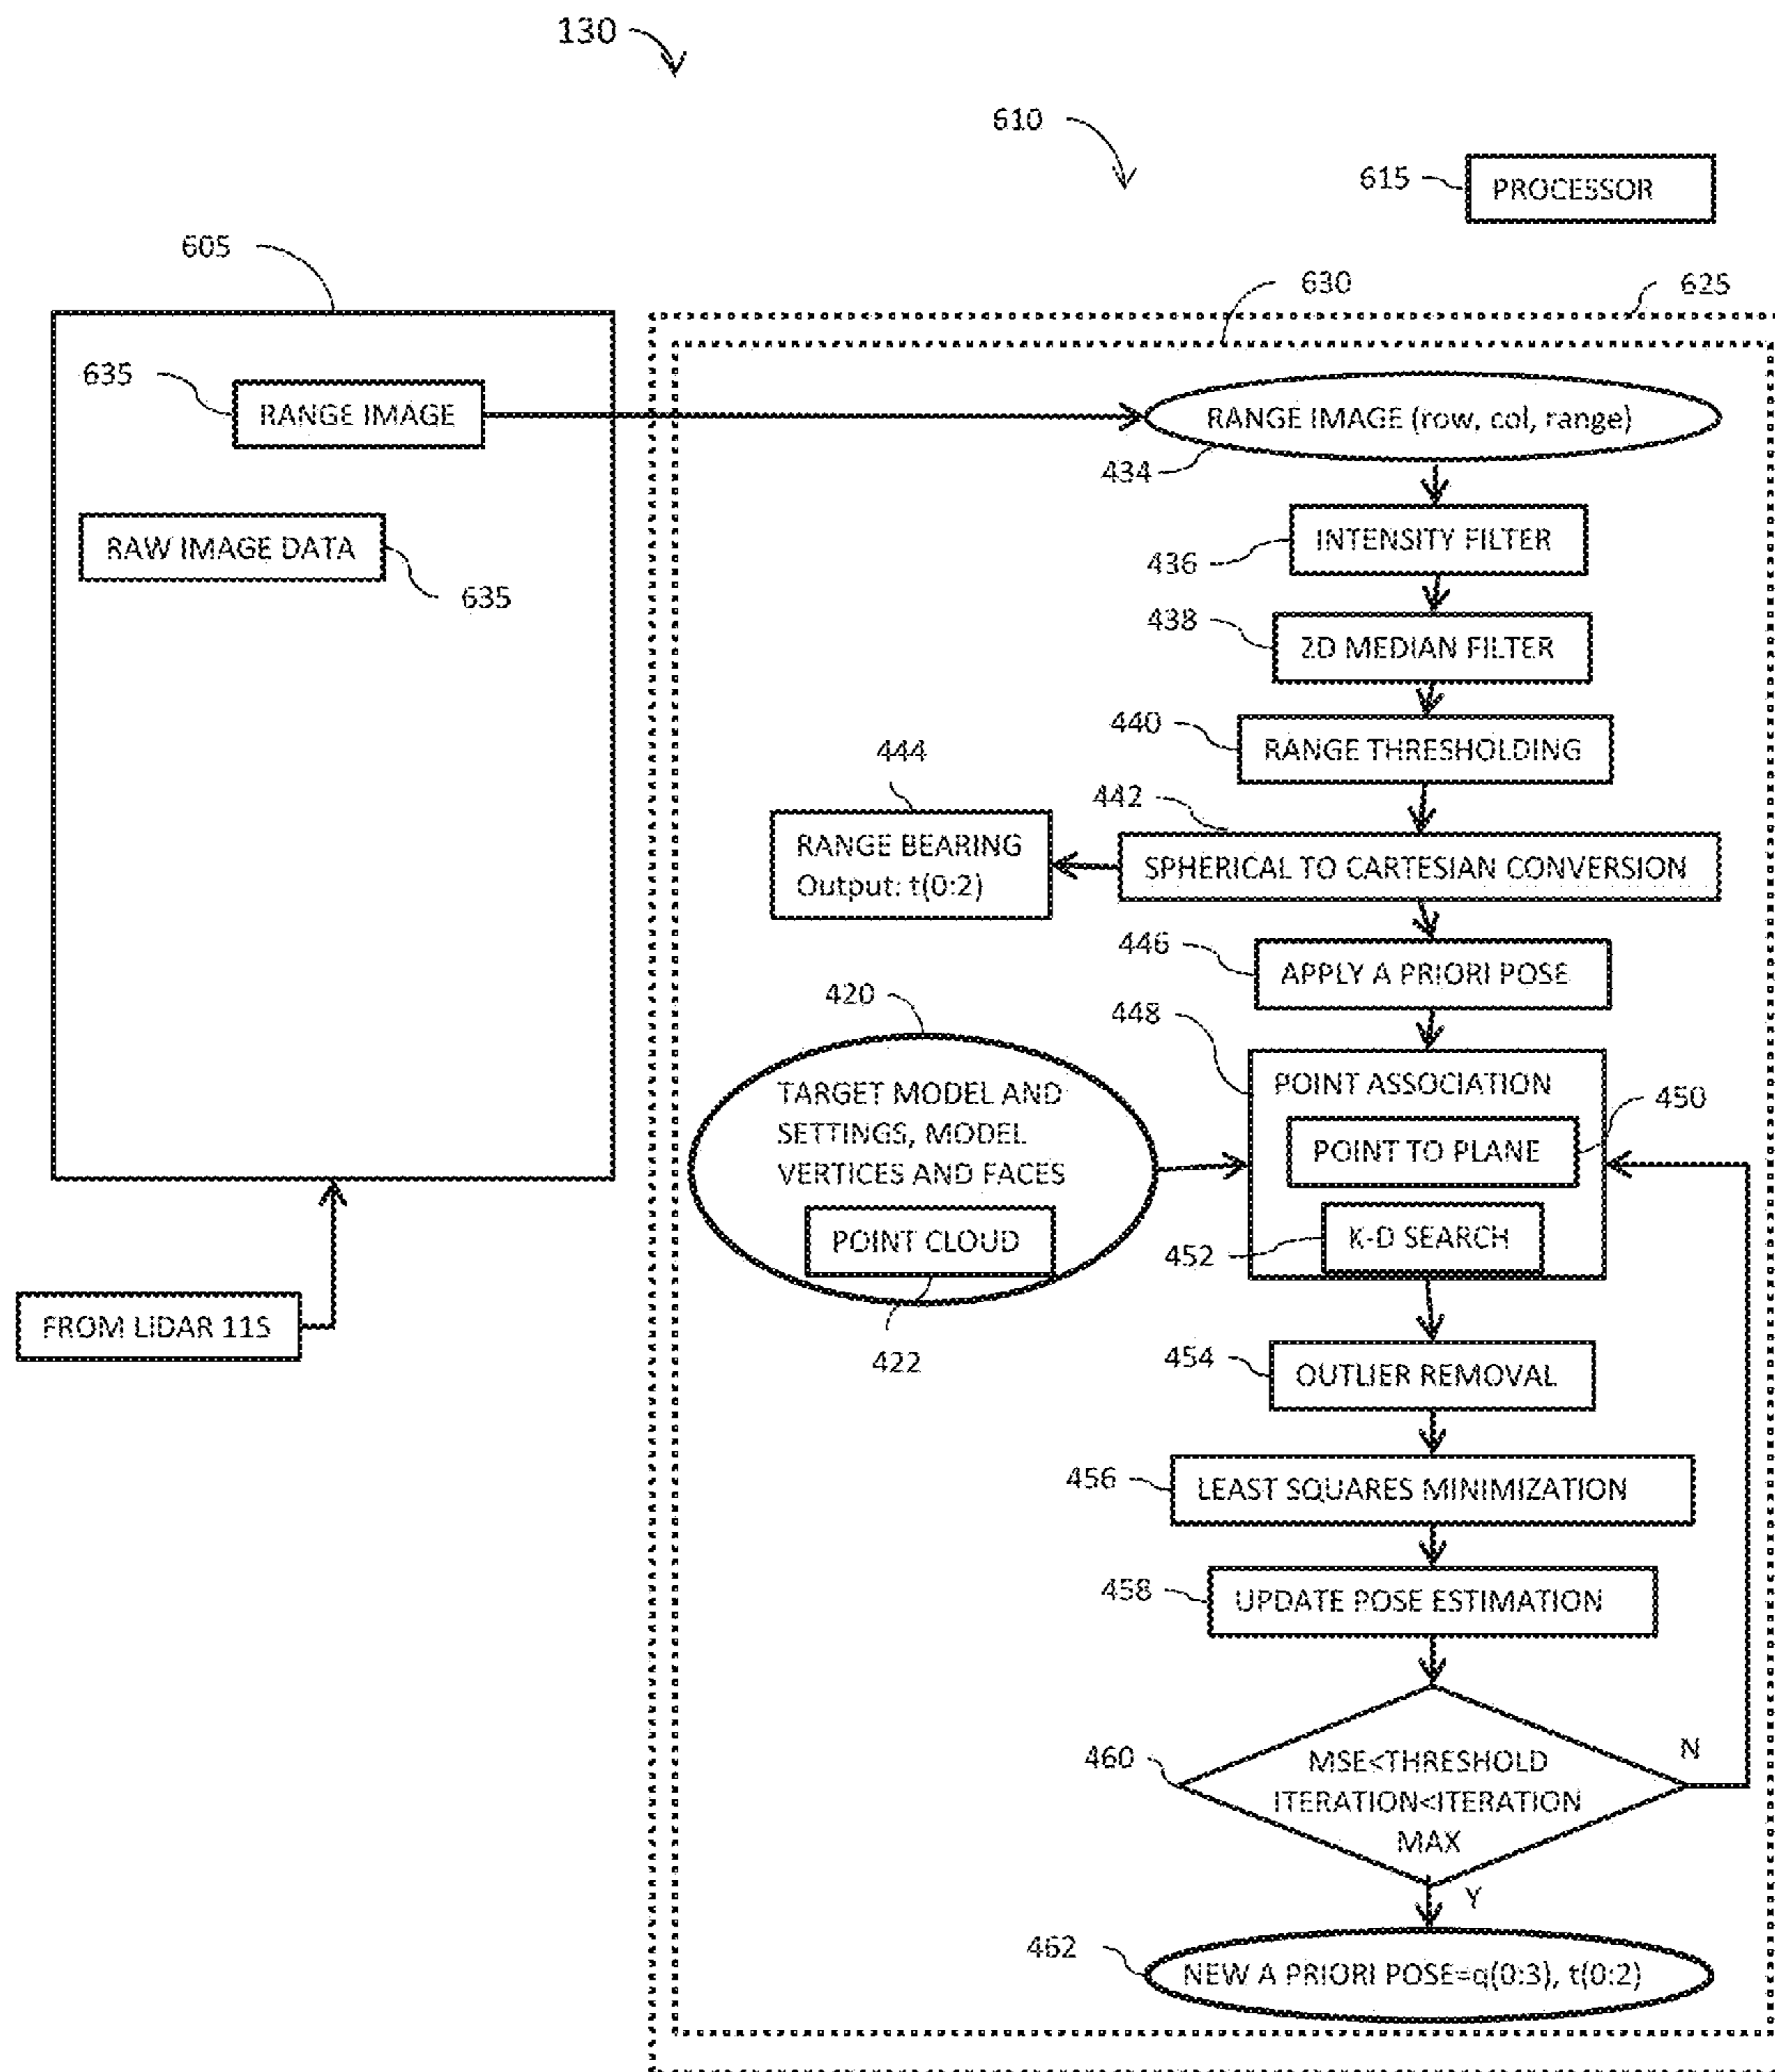 130
610
615
PROCESSOR
605
630
625
635
RANGE IMAGE
RANGE IMAGE (row, col, range)
434
RAW IMAGE DATA
635
INTENSITY FILTER
436
438
2D MEDIAN FILTER
440
RANGE THRESHOLDING
444
442
RANGE BEARING
Output: t(0:2)
SPHERICAL TO CARTESIAN CONVERSION
446
APPLY A PRIORI POSE
420
448
TARGET MODEL AND
SETTINGS, MODEL
VERTICES AND FACES
POINT CLOUD
422
POINT ASSOCIATION
450
POINT TO PLANE
452
K-D SEARCH
FROM LIDAR 115
454
OUTLIER REMOVAL
456
LEAST SQUARES MINIMIZATION
458
UPDATE POSE ESTIMATION
460
MSE<THRESHOLD
ITERATION<ITERATION
MAX
N
Y
462
NEW A PRIORI POSE=q(0:3), t(0:2)